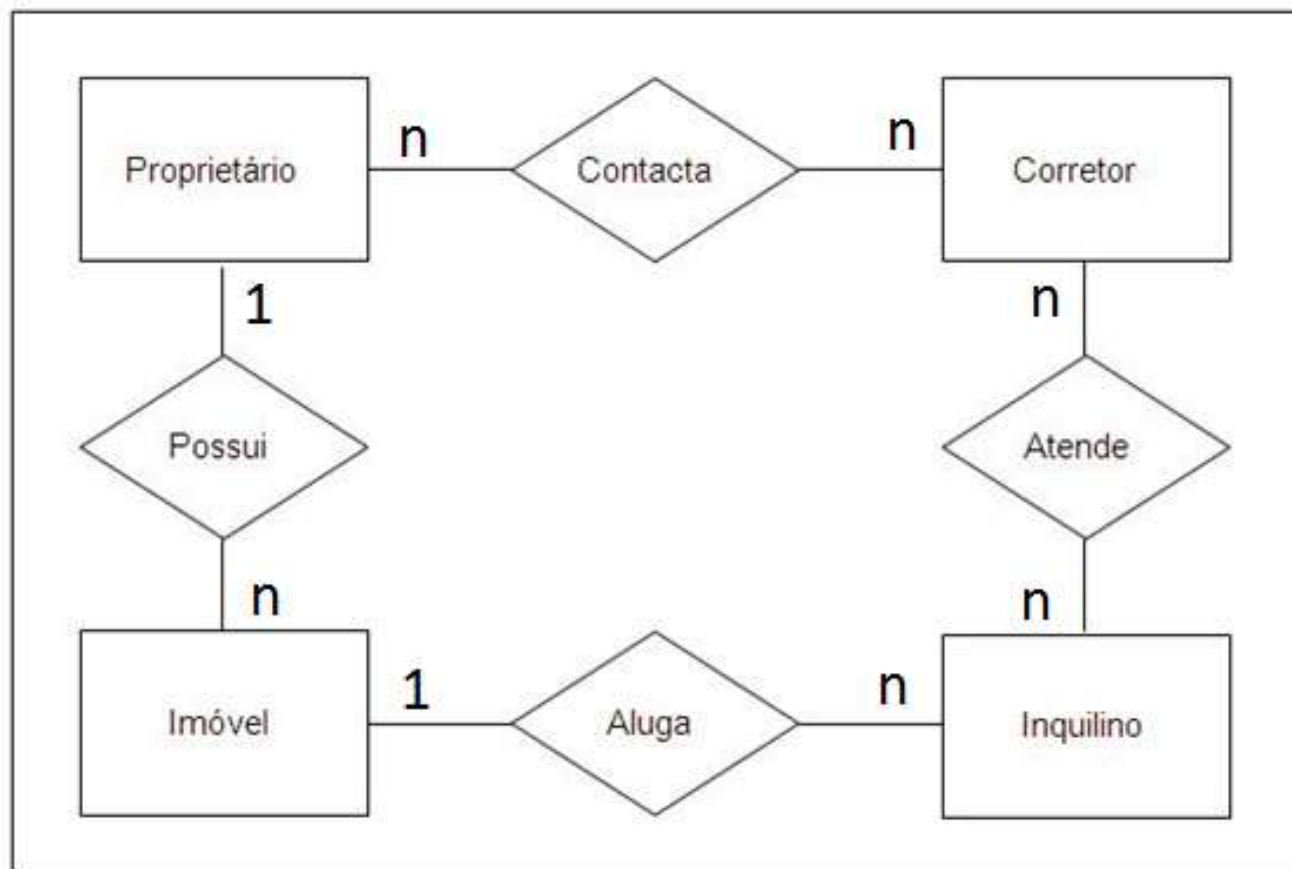 Proprietário
n
Contacta
n
Corretor
1
n
Possui
Atende
n
n
Imóvel
1
Aluga
n
Inquilino